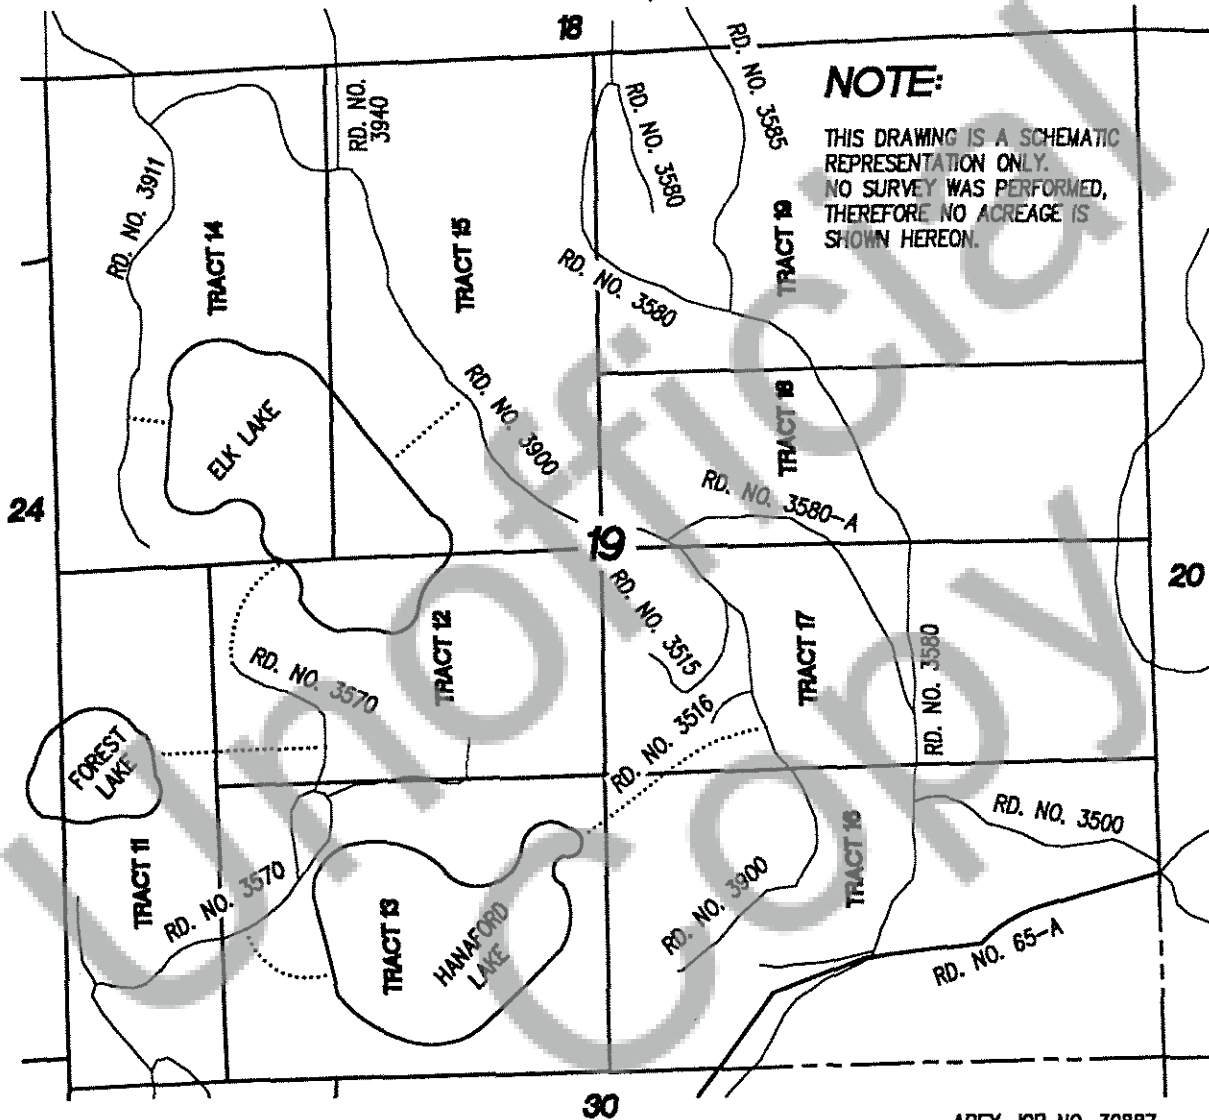 18
NOTE:
THIS DRAWING IS A SCHEMATIC
REPRESENTATION ONLY.
NO SURVEY WAS PERFORMED,
THEREFORE NO ACREAGE IS
SHOWN HEREON.
RD. NO.
3940
RD. NO. 3580
RD. NO. 3585
RD. NO. 3911
TRACT 14
TRACT 15
TRACT 19
RD. NO. 3580
RD. NO. 3900
ELK LAKE
TRACT 18
RD. NO. 3580-A
24
19
20
RD. NO. 3515
TRACT 12
TRACT 17
RD. NO. 3580
RD. NO. 3570
RD. NO. 3516
FOREST
LAKE
RD. NO. 3500
TRACT 11
RD. NO. 3570
TRACT 13
HANAFORD
LAKE
RD. NO. 3900
TRACT 16
RD. NO. 65-A
30
Unofficial
Copy